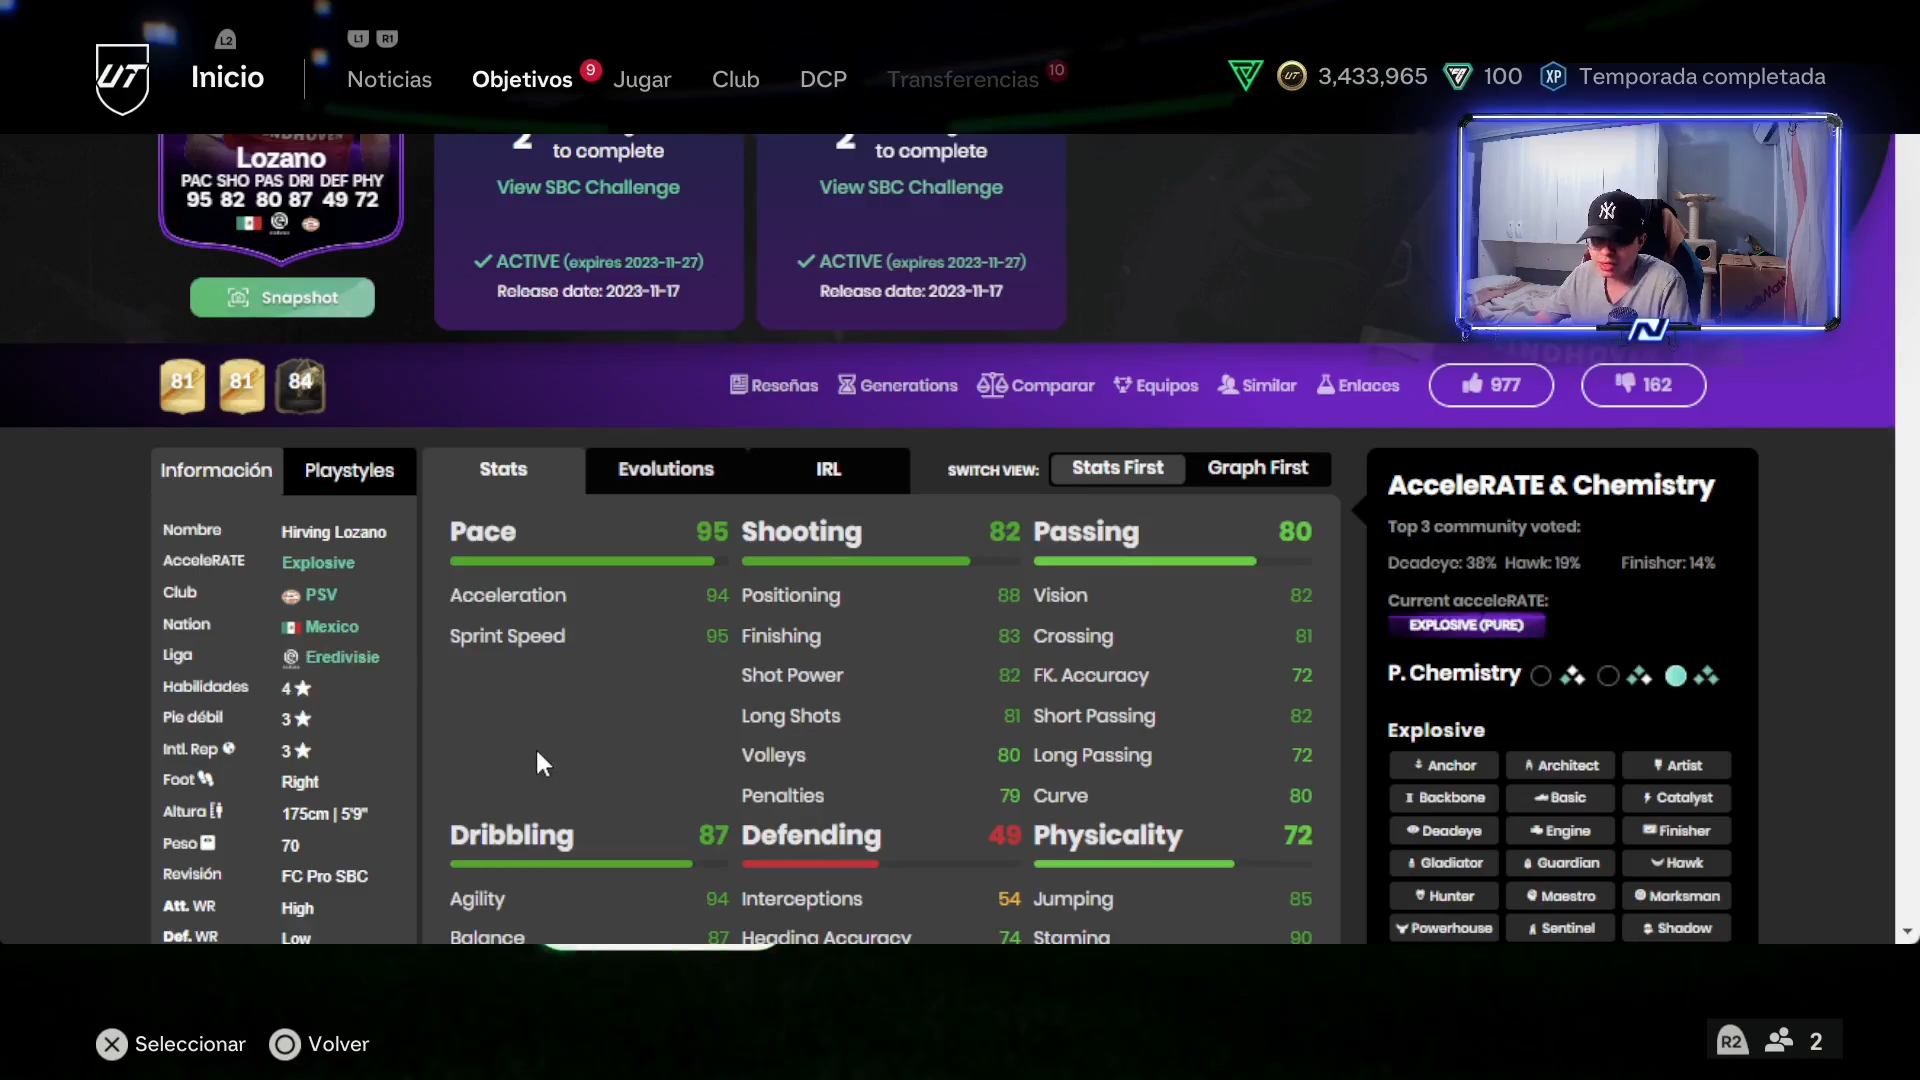 L2
L1 R1
UT Inicio Noticias Objetivos 9 Jugar Club DCP Transferencias 10 3,433,965 100 XP Temporada completada
Lozano
PAC SHO PAS DRI DEF PHY
95 82 80 87 49 72
Snapshot
2 to complete
View SBC Challenge
ACTIVE (expires 2023-11-27)
Release date: 2023-11-17
2 to complete
View SBC Challenge
ACTIVE (expires 2023-11-27)
Release date: 2023-11-17
81 81 84
Reseñas Generations Comparar Equipos Similar Enlaces 977 162
Información Playstyles
Nombre Hirving Lozano
AcceleRATE Explosive
Club PSV
Nation Mexico
Liga Eredivisie
Habilidades 4
Pie débil 3
Intl. Rep 3
Foot Right
Altura 175cm | 5'9"
Peso 70
Revisión FC Pro SBC
Att. WR High
Def. WR Low
Stats Evolutions IRL SWITCH VIEW: Stats First Graph First
Pace 95
Acceleration 94
Sprint Speed 95
Shooting 82
Positioning 88
Finishing 83
Shot Power 82
Long Shots 81
Volleys 80
Penalties 79
Passing 80
Vision 82
Crossing 81
FK. Accuracy 72
Short Passing 82
Long Passing 72
Curve 80
Dribbling 87
Agility 94
Balance 87
Defending 49
Interceptions 54
Heading Accuracy 74
Physicality 72
Jumping 85
Stamina 90
AcceleRATE & Chemistry
Top 3 community voted:
Deadeye: 38% Hawk: 19% Finisher: 14%
Current acceleRATE:
EXPLOSIVE (PURE)
P. Chemistry
Explosive
Anchor Architect Artist
Backbone Basic Catalyst
Deadeye Engine Finisher
Gladiator Guardian Hawk
Hunter Maestro Marksman
Powerhouse Sentinel Shadow
Seleccionar Volver
R2 2